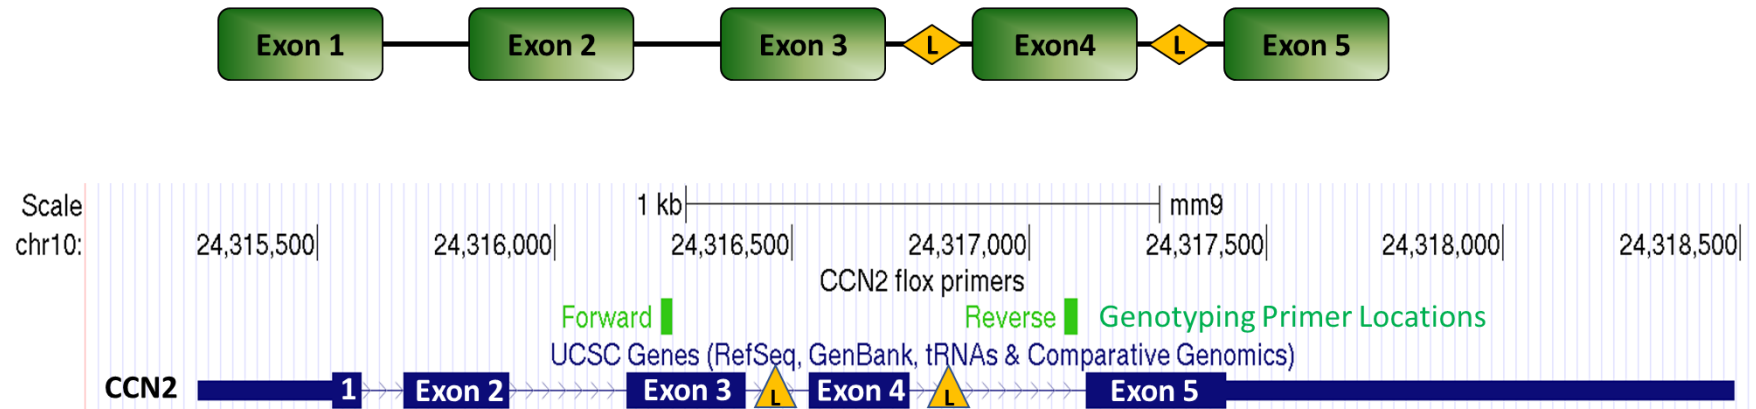 Exon 1 Exon 2 Exon 3 L Exon4 L Exon 5
Scale 1 kb mm9
chr10: 24,315,500 24,316,000 24,316,500 24,317,000 24,317,500 24,318,000 24,318,500
CCN2 flox primers
Forward Reverse Genotyping Primer Locations
UCSC Genes (RefSeq, GenBank, tRNAs & Comparative Genomics)
CCN2 1 Exon 2 Exon 3 L Exon 4 L Exon 5